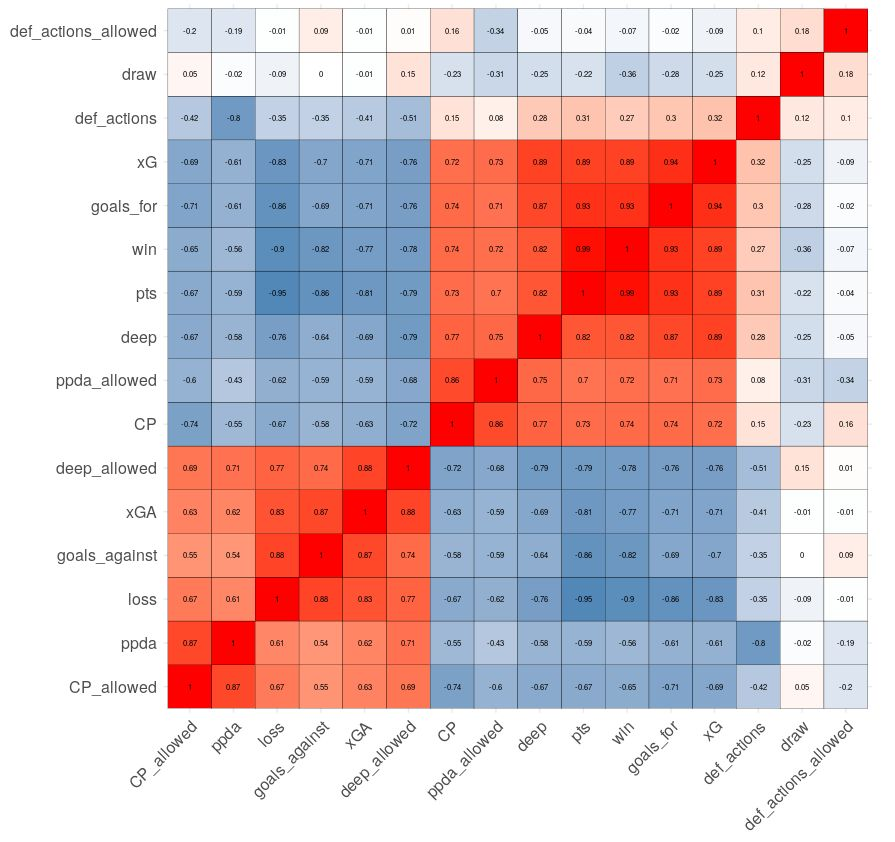 def_actions_allowed -0.2 -0.19 -0.01 0.09 -0.01 0.01 0.16 -0.34 -0.05 -0.04 -0.07 -0.02 -0.09 0.1 0.18 1
draw 0.05 -0.02 -0.09 0 -0.01 0.15 -0.23 -0.31 -0.25 -0.22 -0.36 -0.28 -0.25 0.12 1 0.18
def_actions -0.42 -0.8 -0.35 -0.35 -0.41 -0.51 0.15 0.08 0.28 0.31 0.27 0.3 0.32 1 0.12 0.1
xG -0.69 -0.61 -0.83 -0.7 -0.71 -0.76 0.72 0.73 0.89 0.89 0.89 0.94 1 0.32 -0.25 -0.09
goals_for -0.71 -0.61 -0.86 -0.69 -0.71 -0.76 0.74 0.71 0.87 0.93 0.93 1 0.94 0.3 -0.28 -0.02
win -0.65 -0.56 -0.9 -0.82 -0.77 -0.78 0.74 0.72 0.82 0.99 1 0.93 0.89 0.27 -0.36 -0.07
pts -0.67 -0.59 -0.95 -0.86 -0.81 -0.79 0.73 0.7 0.82 1 0.99 0.93 0.89 0.31 -0.22 -0.04
deep -0.67 -0.58 -0.76 -0.64 -0.69 -0.79 0.77 0.75 1 0.82 0.82 0.87 0.89 0.28 -0.25 -0.05
ppda_allowed -0.6 -0.43 -0.62 -0.59 -0.59 -0.68 0.86 1 0.75 0.7 0.72 0.71 0.73 0.08 -0.31 -0.34
CP -0.74 -0.55 -0.67 -0.58 -0.63 -0.72 1 0.86 0.77 0.73 0.74 0.74 0.72 0.15 -0.23 0.16
deep_allowed 0.69 0.71 0.77 0.74 0.88 1 -0.72 -0.68 -0.79 -0.79 -0.78 -0.76 -0.76 -0.51 0.15 0.01
xGA 0.63 0.62 0.83 0.87 1 0.88 -0.63 -0.59 -0.69 -0.81 -0.77 -0.71 -0.71 -0.41 -0.01 -0.01
goals_against 0.55 0.54 0.88 1 0.87 0.74 -0.58 -0.59 -0.64 -0.86 -0.82 -0.69 -0.7 -0.35 0 0.09
loss 0.67 0.61 1 0.88 0.83 0.77 -0.67 -0.62 -0.76 -0.95 -0.9 -0.86 -0.83 -0.35 -0.09 -0.01
ppda 0.87 1 0.61 0.54 0.62 0.71 -0.55 -0.43 -0.58 -0.59 -0.56 -0.61 -0.61 -0.8 -0.02 -0.19
CP_allowed 1 0.87 0.67 0.55 0.63 0.69 -0.74 -0.6 -0.67 -0.67 -0.65 -0.71 -0.69 -0.42 0.05 -0.2
CP_allowed ppda loss goals_against xGA deep_allowed CP ppda_allowed deep pts win goals_for xG def_actions draw def_actions_allowed